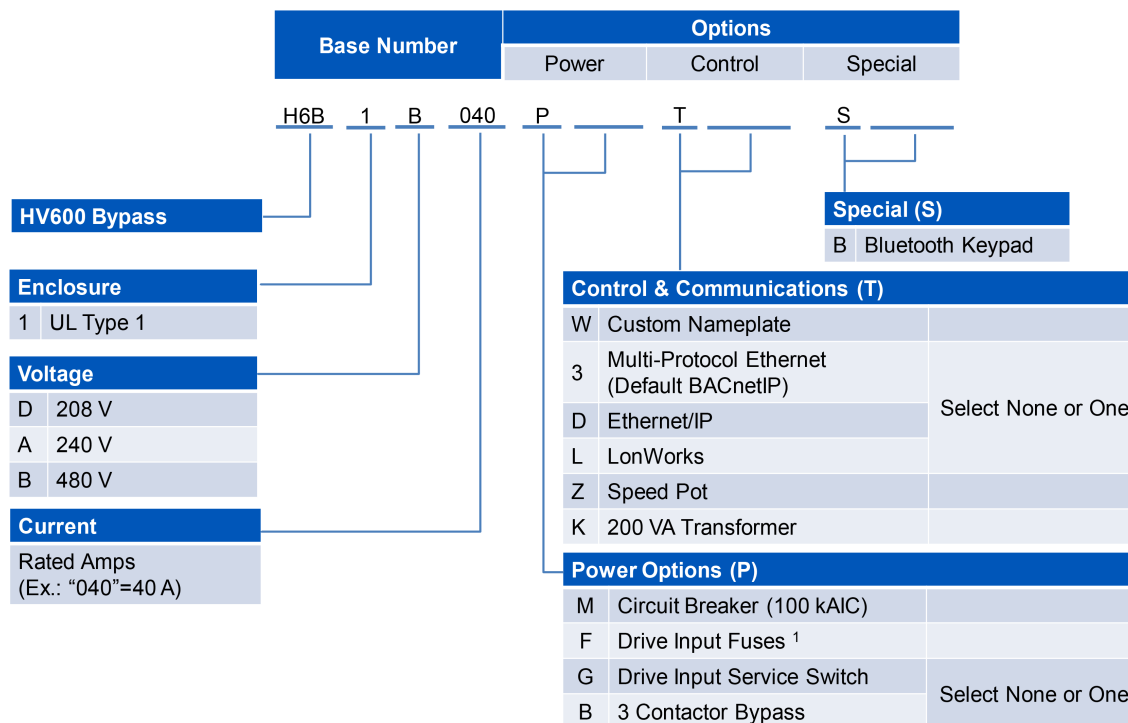 Base Number
Options
Power Control Special
H6B 1 B 040 P T S
HV600 Bypass
Enclosure
1 UL Type 1
Voltage
D 208 V
A 240 V
B 480 V
Current
Rated Amps
(Ex.: “040”=40 A)
Special (S)
B Bluetooth Keypad
Control & Communications (T)
W Custom Nameplate
3 Multi-Protocol Ethernet
(Default BACnetIP)
D Ethernet/IP
L LonWorks
Select None or One
Z Speed Pot
K 200 VA Transformer
Power Options (P)
M Circuit Breaker (100 kAIC)
F Drive Input Fuses ¹
G Drive Input Service Switch
B 3 Contactor Bypass
Select None or One